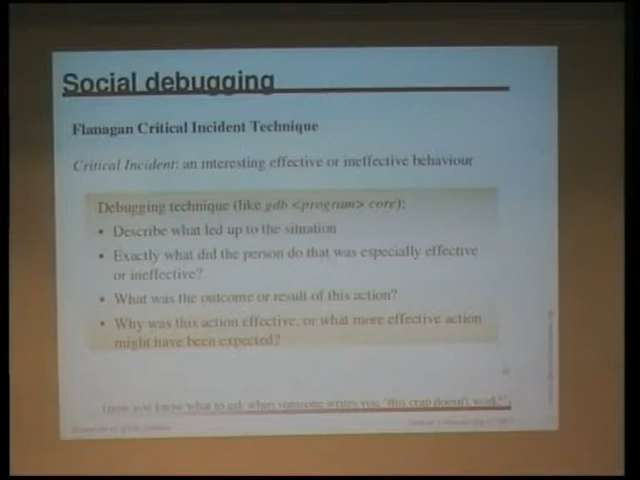 Social debugging
Flanagan Critical Incident Technique
Critical Incident: an interesting effective or ineffective behaviour
Debugging technique (like gdb <program> core):
• Describe what led up to the situation
• Exactly what did the person do that was especially effective
or ineffective?
• What was the outcome or result of this action?
• Why was this action effective, or what more effective action
might have been expected?
(now you know what to ask when someone writes you "this crap doesn't work"!)